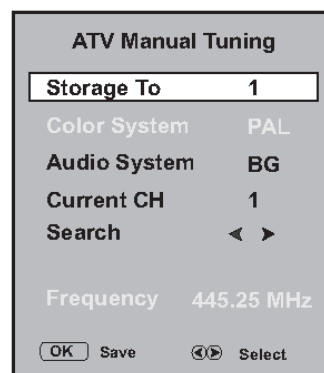 ATV Manual Tuning
Storage To 1
Color System PAL
Audio System BG
Current CH 1
Search
Frequency 445.25 MHz
OK Save Select